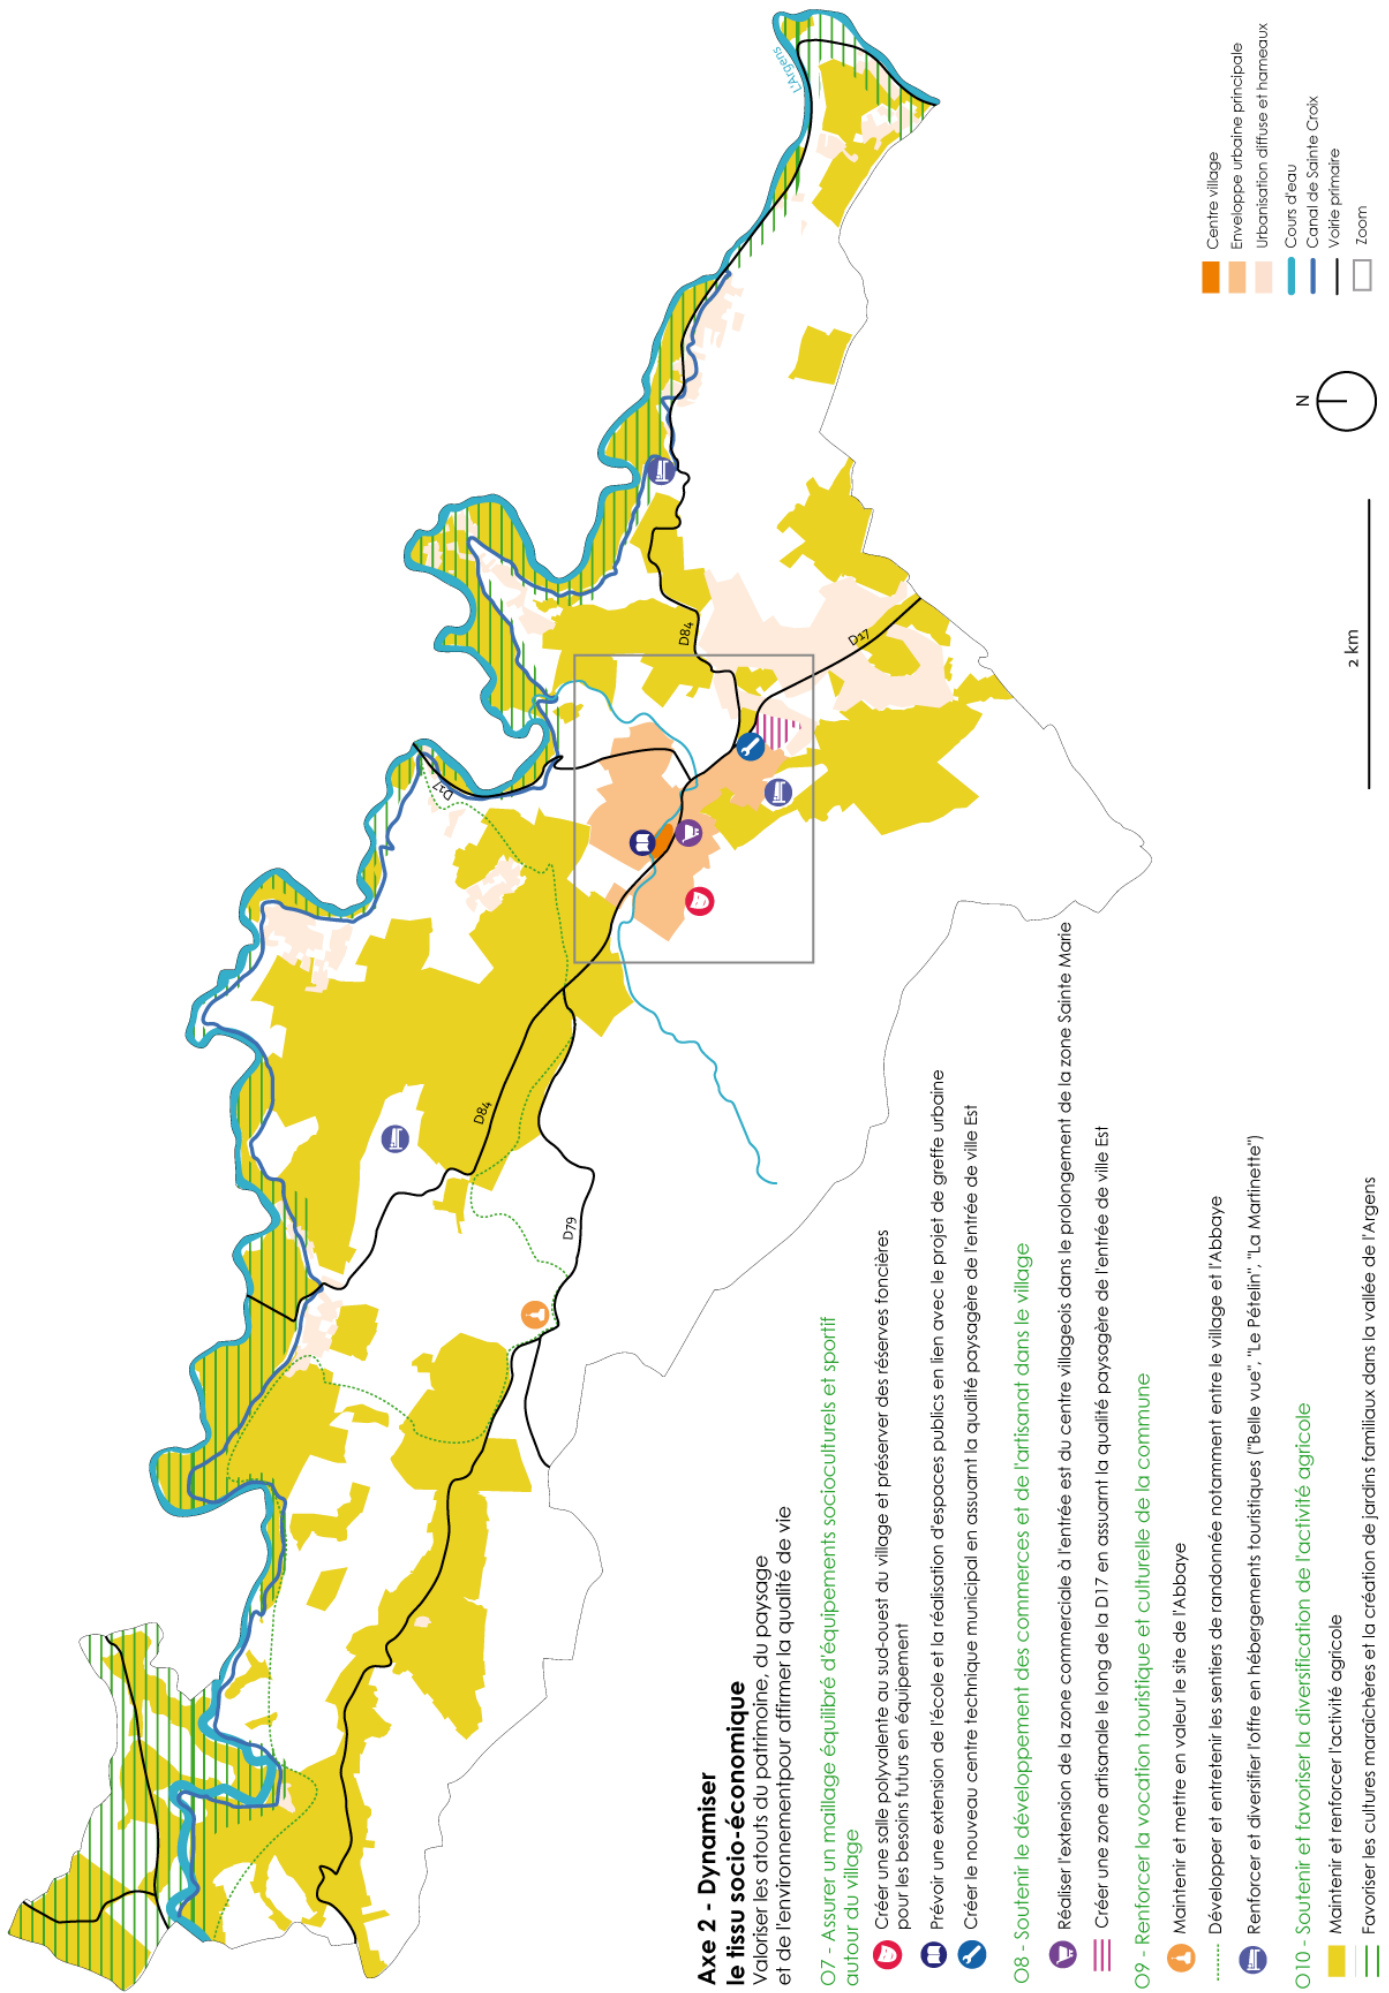 Axe 2 - Dynamiser
le tissu socio-économique
Valoriser les atouts du patrimoine, du paysage
et de l'environnementpour affirmer la qualité de vie
O7 - Assurer un maillage équilibré d'équipements socioculturels et sportif
autour du village
Créer une salle polyvalente au sud-ouest du village et préserver des réserves foncières
pour les besoins futurs en équipement
Prévoir une extension de l'école et la réalisation d'espaces publics en lien avec le projet de greffe urbaine
Créer le nouveau centre technique municipal en assuarnt la qualité paysagère de l'entrée de ville Est
O8 - Soutenir le développement des commerces et de l'artisanat dans le village
Réaliser l'extension de la zone commerciale à l'entrée est du centre villageois dans le prolongement de la zone Sainte Marie
Créer une zone artisanale le long de la D17 en assuarnt la qualité paysagère de l'entrée de ville Est
O9 - Renforcer la vocation touristique et culturelle de la commune
Maintenir et mettre en valeur le site de l'Abbaye
Développer et entretenir les sentiers de randonnée notamment entre le village et l'Abbaye
Renforcer et diversifier l'offre en hébergements touristiques ("Belle vue", "Le Pételin", "La Martinette")
O10 - Soutenir et favoriser la diversification de l'activité agricole
Maintenir et renforcer l'activité agricole
Favoriser les cultures maraîchères et la création de jardins familiaux dans la vallée de l'Argens
D79
D84
D17
D84
D17
L'Argens
2 km
N
Centre village
Enveloppe urbaine principale
Urbanisation diffuse et hameaux
Cours d'eau
Canal de Sainte Croix
Voirie primaire
Zoom